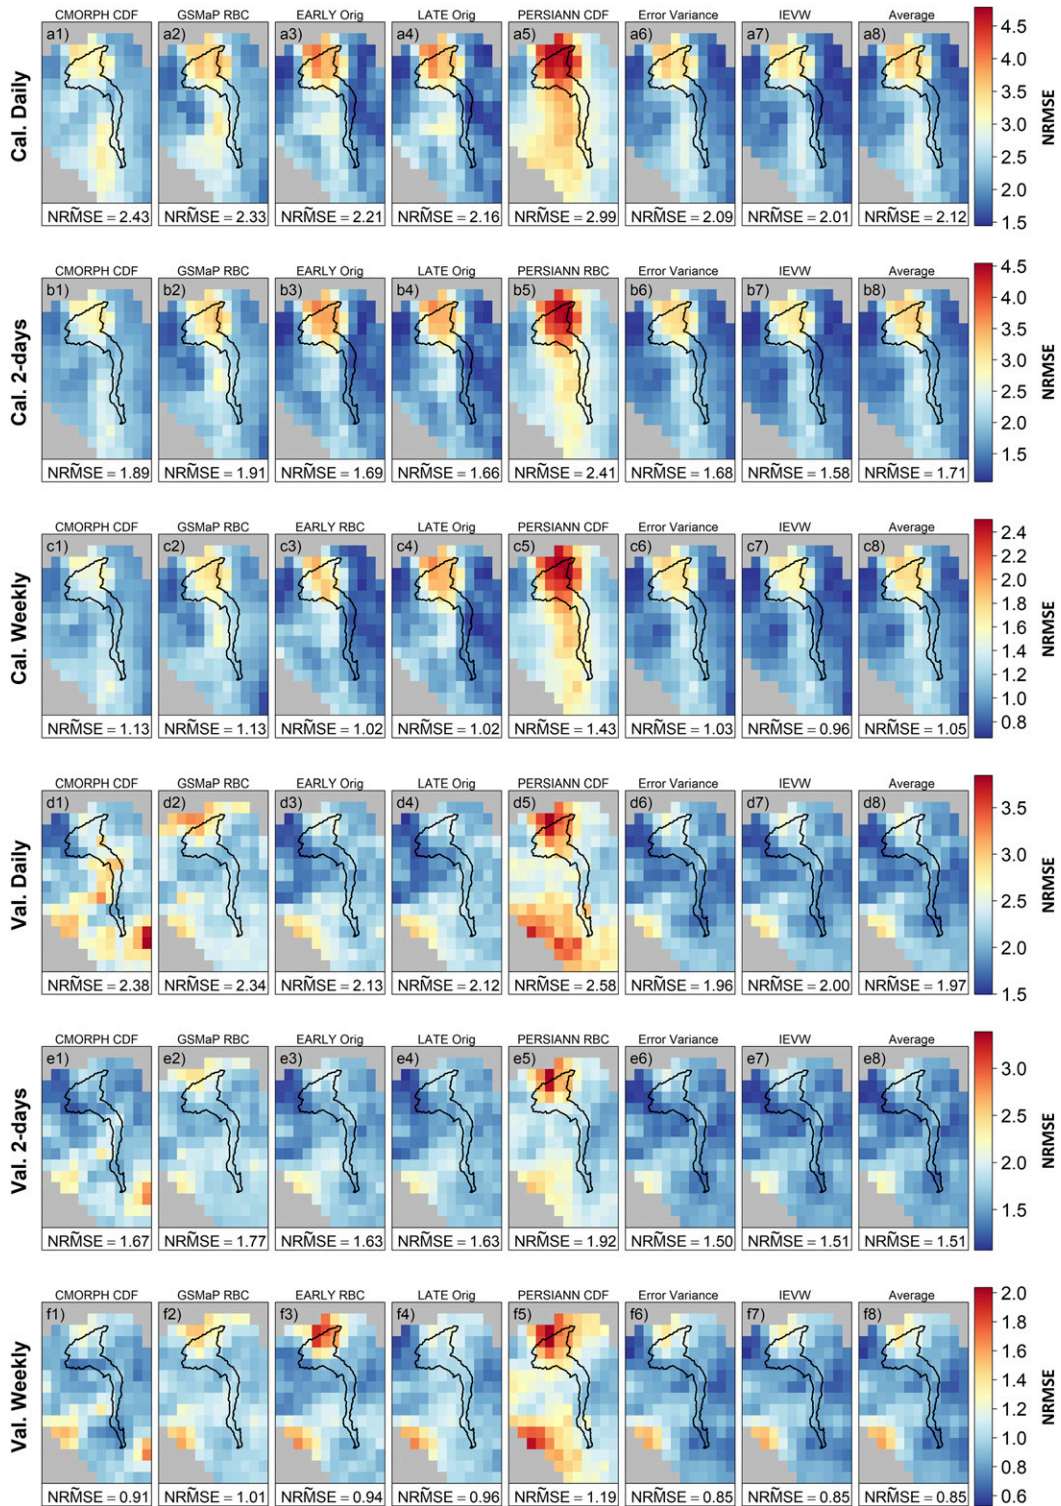 CMORPH CDF GSMaP RBC EARLY Orig LATE Orig PERSIANN CDF Error Variance IEVW Average
a1) a2) a3) a4) a5) a6) a7) a8)
Cal. Daily
NRM̃SE = 2.43 NRM̃SE = 2.33 NRM̃SE = 2.21 NRM̃SE = 2.16 NRM̃SE = 2.99 NRM̃SE = 2.09 NRM̃SE = 2.01 NRM̃SE = 2.12
4.5
4.0
3.5
3.0
2.5
2.0
1.5
NRMSE
CMORPH CDF GSMaP RBC EARLY Orig LATE Orig PERSIANN RBC Error Variance IEVW Average
b1) b2) b3) b4) b5) b6) b7) b8)
Cal. 2-days
NRM̃SE = 1.89 NRM̃SE = 1.91 NRM̃SE = 1.69 NRM̃SE = 1.66 NRM̃SE = 2.41 NRM̃SE = 1.68 NRM̃SE = 1.58 NRM̃SE = 1.71
4.5
4.0
3.5
3.0
2.5
2.0
1.5
NRMSE
CMORPH CDF GSMaP RBC EARLY RBC LATE Orig PERSIANN CDF Error Variance IEVW Average
c1) c2) c3) c4) c5) c6) c7) c8)
Cal. Weekly
NRM̃SE = 1.13 NRM̃SE = 1.13 NRM̃SE = 1.02 NRM̃SE = 1.02 NRM̃SE = 1.43 NRM̃SE = 1.03 NRM̃SE = 0.96 NRM̃SE = 1.05
2.4
2.2
2.0
1.8
1.6
1.4
1.2
1.0
0.8
NRMSE
CMORPH CDF GSMaP RBC EARLY Orig LATE Orig PERSIANN CDF Error Variance IEVW Average
d1) d2) d3) d4) d5) d6) d7) d8)
Val. Daily
NRM̃SE = 2.38 NRM̃SE = 2.34 NRM̃SE = 2.13 NRM̃SE = 2.12 NRM̃SE = 2.58 NRM̃SE = 1.96 NRM̃SE = 2.00 NRM̃SE = 1.97
3.5
3.0
2.5
2.0
1.5
NRMSE
CMORPH CDF GSMaP RBC EARLY Orig LATE Orig PERSIANN RBC Error Variance IEVW Average
e1) e2) e3) e4) e5) e6) e7) e8)
Val. 2-days
NRM̃SE = 1.67 NRM̃SE = 1.77 NRM̃SE = 1.63 NRM̃SE = 1.63 NRM̃SE = 1.92 NRM̃SE = 1.50 NRM̃SE = 1.51 NRM̃SE = 1.51
3.0
2.5
2.0
1.5
NRMSE
CMORPH CDF GSMaP RBC EARLY RBC LATE Orig PERSIANN CDF Error Variance IEVW Average
f1) f2) f3) f4) f5) f6) f7) f8)
Val. Weekly
NRM̃SE = 0.91 NRM̃SE = 1.01 NRM̃SE = 0.94 NRM̃SE = 0.96 NRM̃SE = 1.19 NRM̃SE = 0.85 NRM̃SE = 0.85 NRM̃SE = 0.85
2.0
1.8
1.6
1.4
1.2
1.0
0.8
0.6
NRMSE